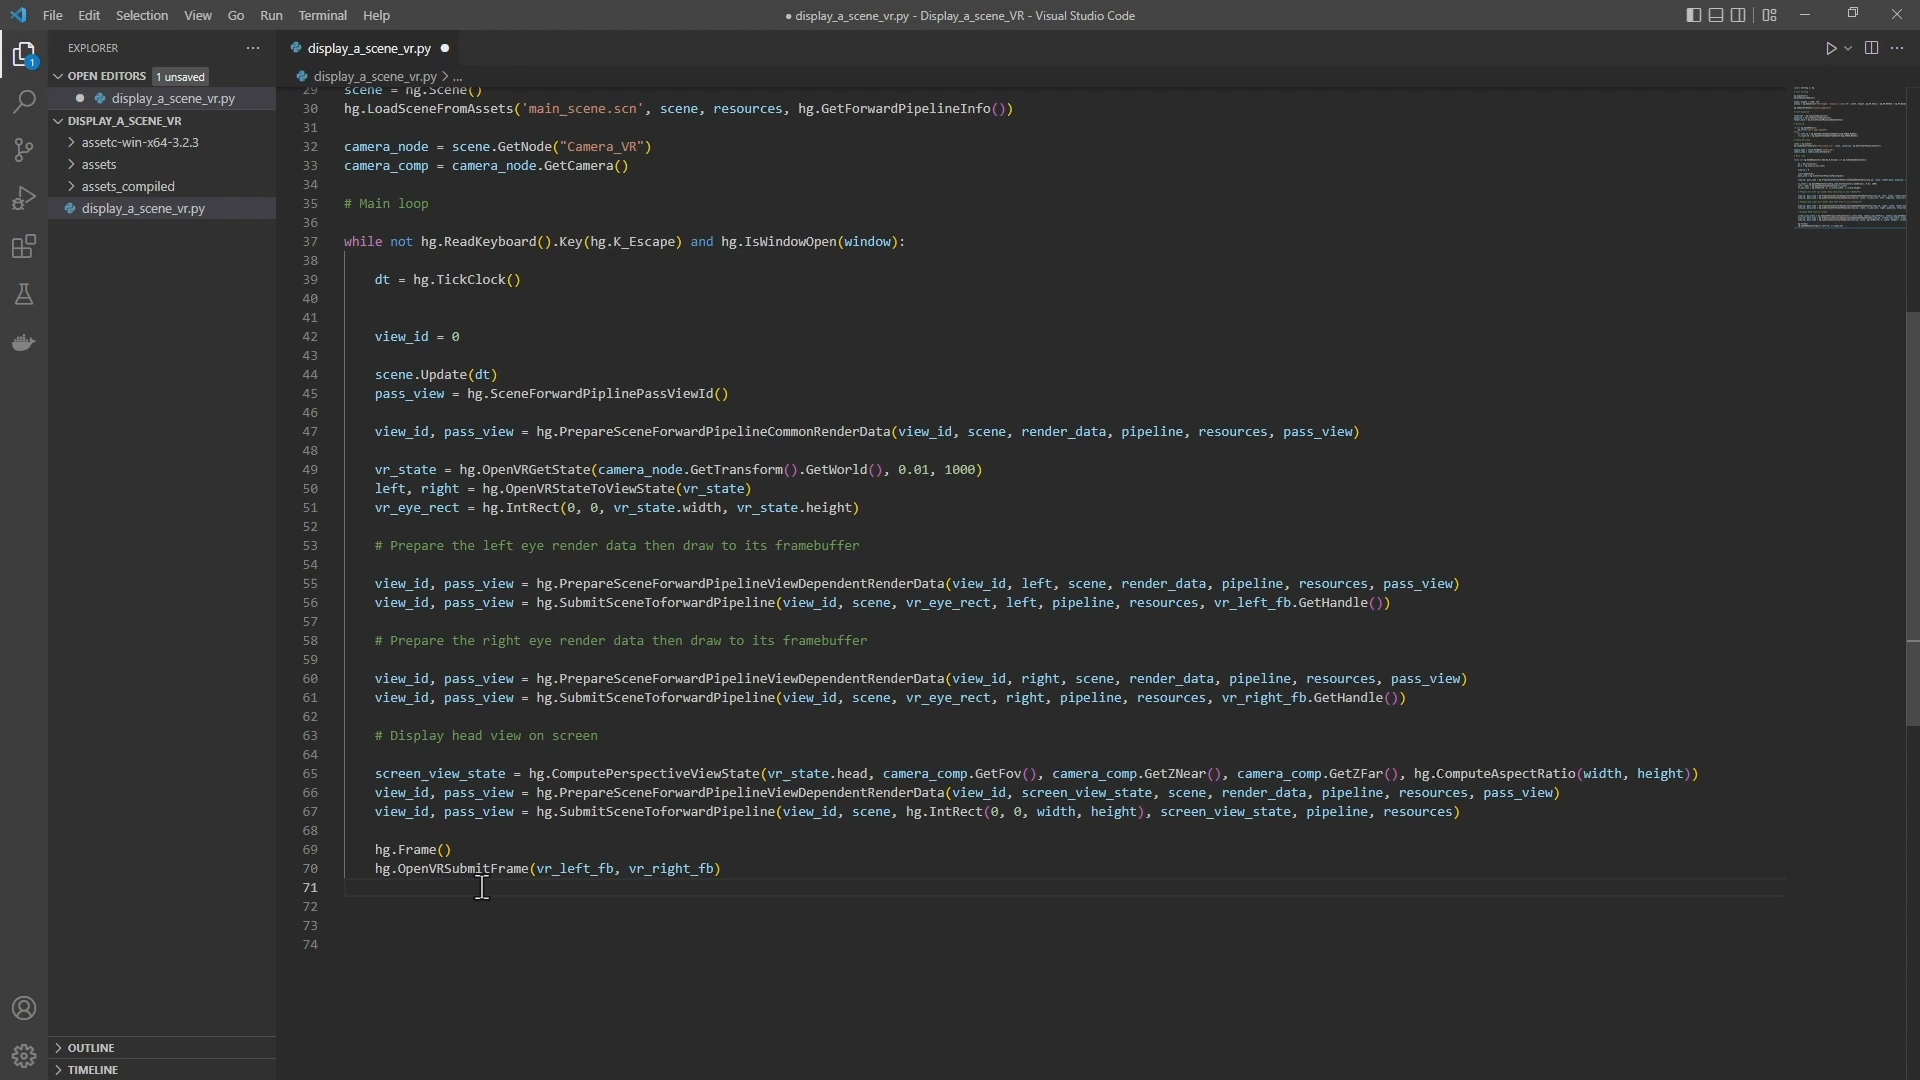 File Edit Selection View Go Run Terminal Help
● display_a_scene_vr.py - Display_a_scene_VR - Visual Studio Code
EXPLORER
1
OPEN EDITORS 1 unsaved
display_a_scene_vr.py
DISPLAY_A_SCENE_VR
assetc-win-x64-3.2.3
assets
assets_compiled
display_a_scene_vr.py
OUTLINE
TIMELINE
display_a_scene_vr.py
display_a_scene_vr.py > ...
29 scene = hg.Scene()
30 hg.LoadSceneFromAssets('main_scene.scn', scene, resources, hg.GetForwardPipelineInfo())
31
32 camera_node = scene.GetNode("Camera_VR")
33 camera_comp = camera_node.GetCamera()
34
35 # Main loop
36
37 while not hg.ReadKeyboard().Key(hg.K_Escape) and hg.IsWindowOpen(window):
38
39 dt = hg.TickClock()
40
41
42 view_id = 0
43
44 scene.Update(dt)
45 pass_view = hg.SceneForwardPiplinePassViewId()
46
47 view_id, pass_view = hg.PrepareSceneForwardPipelineCommonRenderData(view_id, scene, render_data, pipeline, resources, pass_view)
48
49 vr_state = hg.OpenVRGetState(camera_node.GetTransform().GetWorld(), 0.01, 1000)
50 left, right = hg.OpenVRStateToViewState(vr_state)
51 vr_eye_rect = hg.IntRect(0, 0, vr_state.width, vr_state.height)
52
53 # Prepare the left eye render data then draw to its framebuffer
54
55 view_id, pass_view = hg.PrepareSceneForwardPipelineViewDependentRenderData(view_id, left, scene, render_data, pipeline, resources, pass_view)
56 view_id, pass_view = hg.SubmitSceneToforwardPipeline(view_id, scene, vr_eye_rect, left, pipeline, resources, vr_left_fb.GetHandle())
57
58 # Prepare the right eye render data then draw to its framebuffer
59
60 view_id, pass_view = hg.PrepareSceneForwardPipelineViewDependentRenderData(view_id, right, scene, render_data, pipeline, resources, pass_view)
61 view_id, pass_view = hg.SubmitSceneToforwardPipeline(view_id, scene, vr_eye_rect, right, pipeline, resources, vr_right_fb.GetHandle())
62
63 # Display head view on screen
64
65 screen_view_state = hg.ComputePerspectiveViewState(vr_state.head, camera_comp.GetFov(), camera_comp.GetZNear(), camera_comp.GetZFar(), hg.ComputeAspectRatio(width, height))
66 view_id, pass_view = hg.PrepareSceneForwardPipelineViewDependentRenderData(view_id, screen_view_state, scene, render_data, pipeline, resources, pass_view)
67 view_id, pass_view = hg.SubmitSceneToforwardPipeline(view_id, scene, hg.IntRect(0, 0, width, height), screen_view_state, pipeline, resources)
68
69 hg.Frame()
70 hg.OpenVRSubmitFrame(vr_left_fb, vr_right_fb)
71
72
73
74